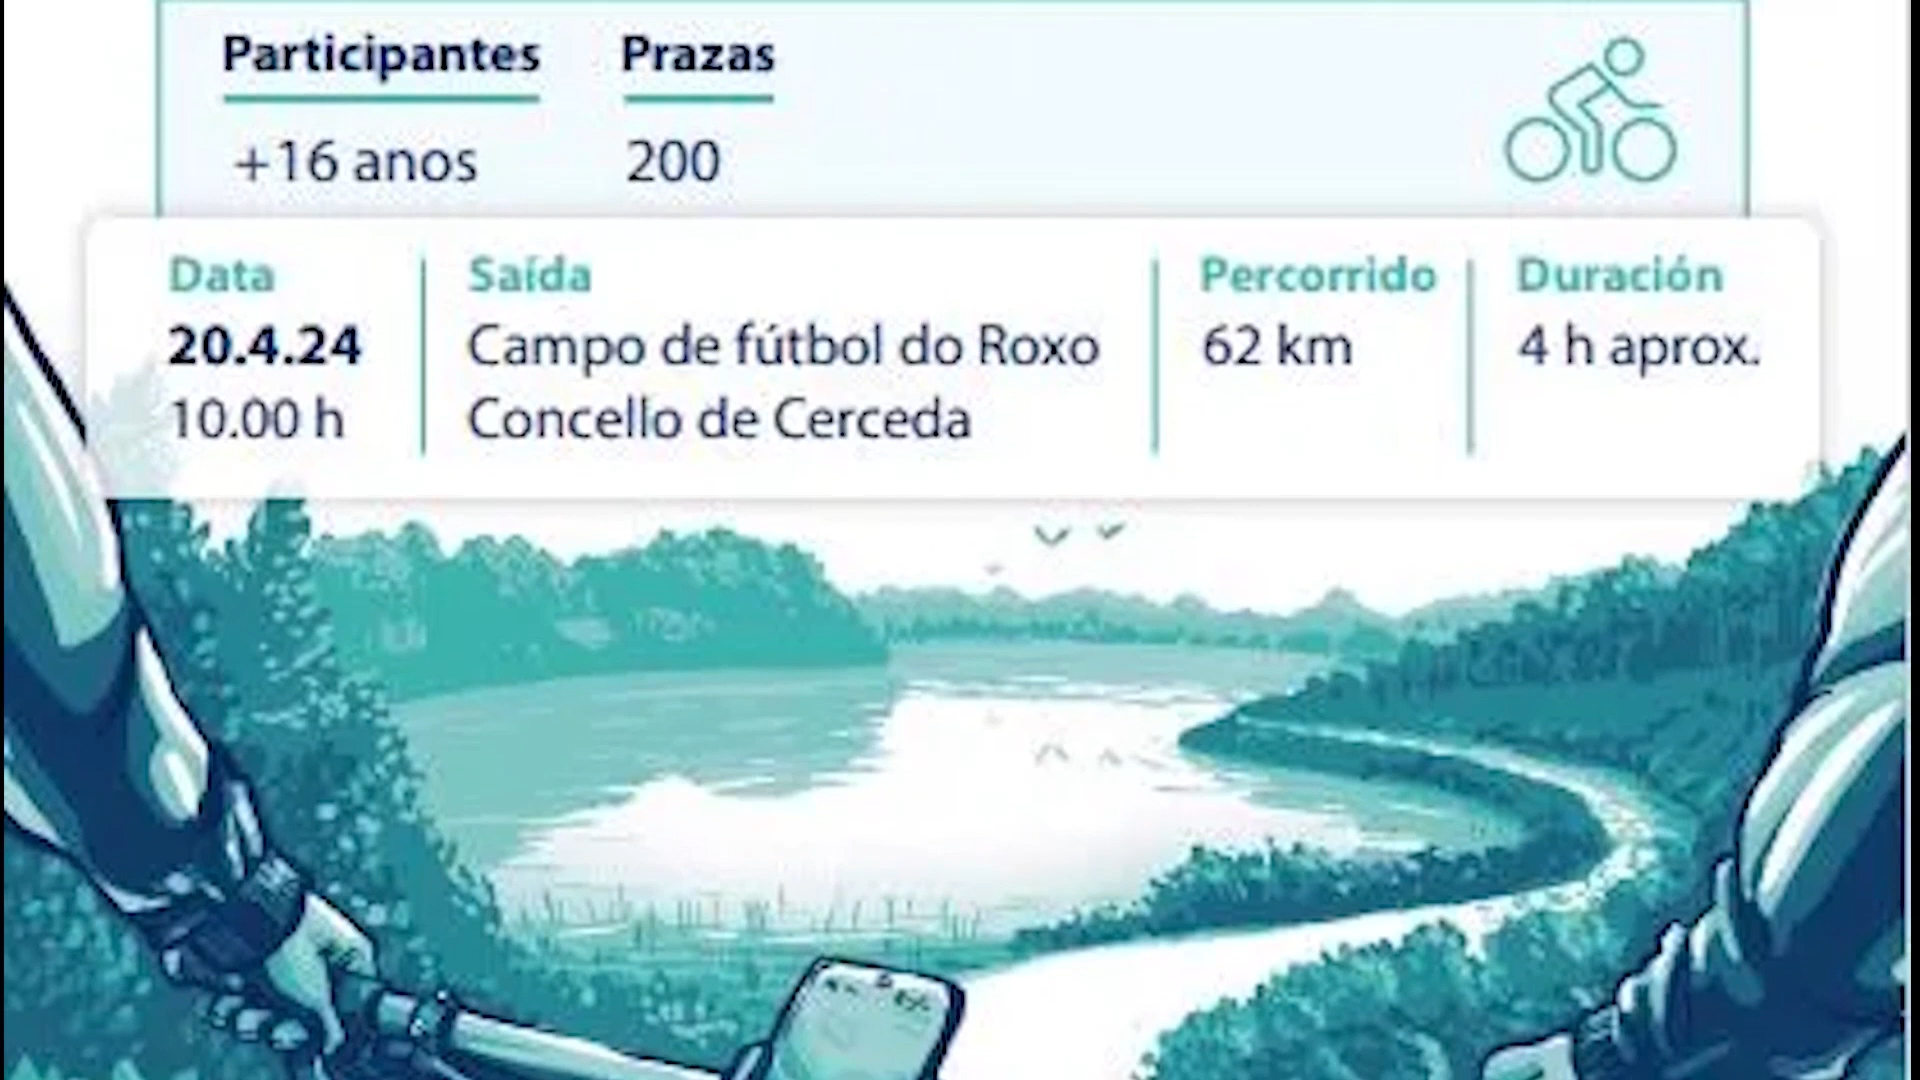 Participantes
Prazas
+16 anos
200
Data
Saída
Percorrido
Duración
20.4.24
Campo de fútbol do Roxo
62 km
4 h aprox.
10.00 h
Concello de Cerceda